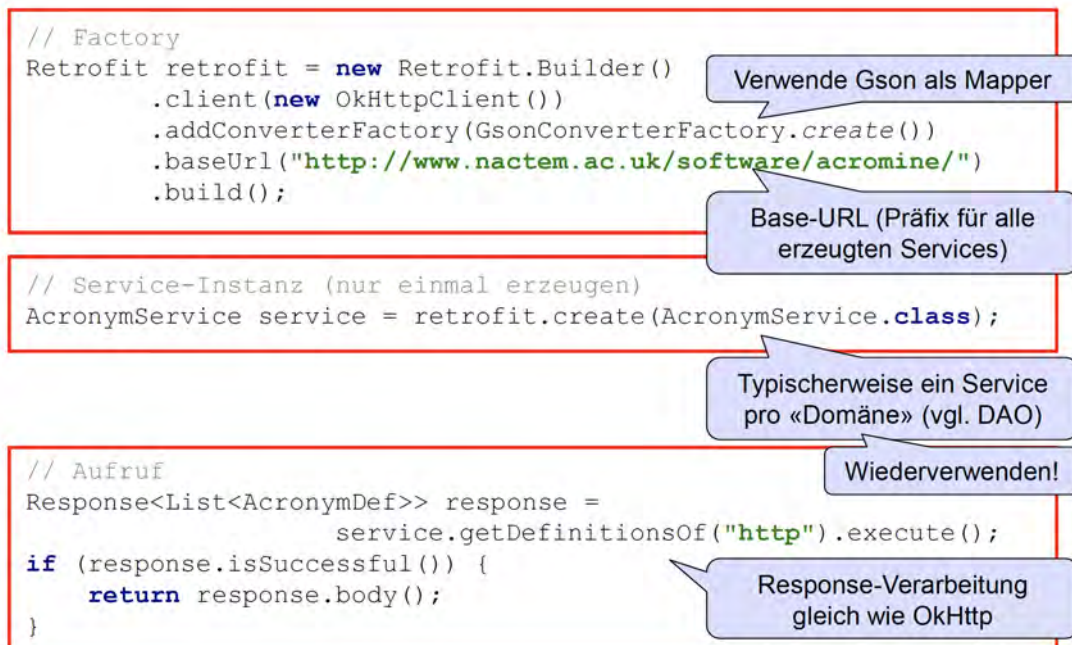 // Factory
Retrofit retrofit = new Retrofit.Builder()
.client(new OkHttpClient())
.addConverterFactory(GsonConverterFactory.create())
.baseUrl("http://www.nactem.ac.uk/software/acromine/")
.build();
Verwende Gson als Mapper
Base-URL (Präfix für alle
erzeugten Services)
// Service-Instanz (nur einmal erzeugen)
AcronymService service = retrofit.create(AcronymService.class);
Typischerweise ein Service
pro «Domäne» (vgl. DAO)
Wiederverwenden!
// Aufruf
Response<List<AcronymDef>> response =
service.getDefinitionsOf("http").execute();
if (response.isSuccessful()) {
return response.body();
}
Response-Verarbeitung
gleich wie OkHttp